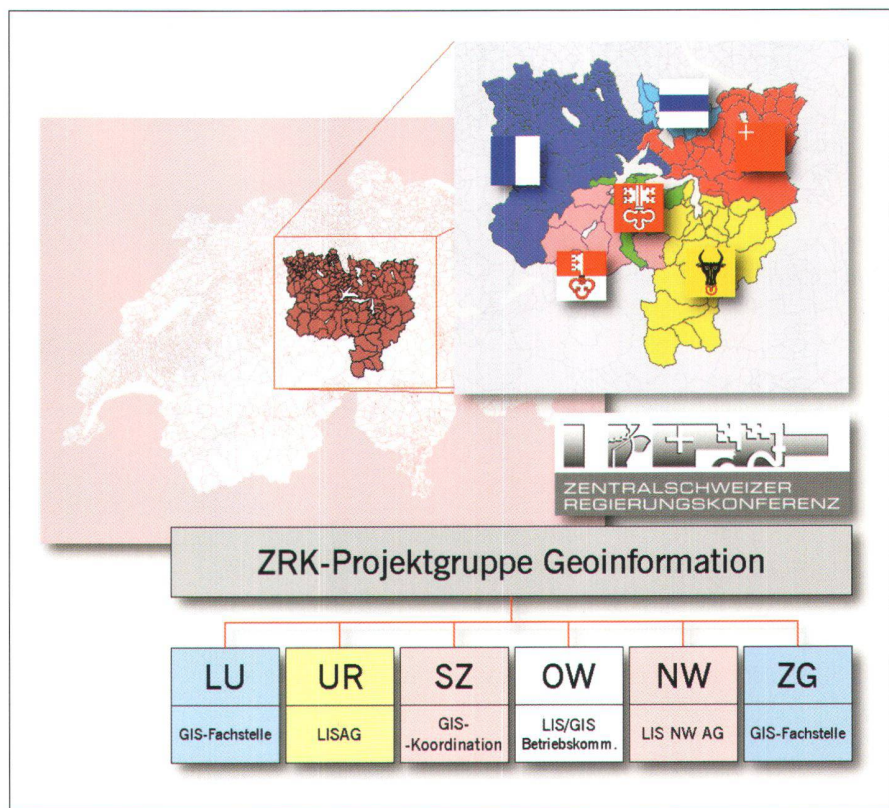 ZENTRALSCHWEIZER
REGIERUNGSKONFERENZ
ZRK-Projektgruppe Geoinformation
LU
UR
SZ
OW
NW
ZG
GIS-Fachstelle
LISAG
GIS-
-Koordination
LIS/GIS
Betriebskomm.
LIS NW AG
GIS-Fachstelle